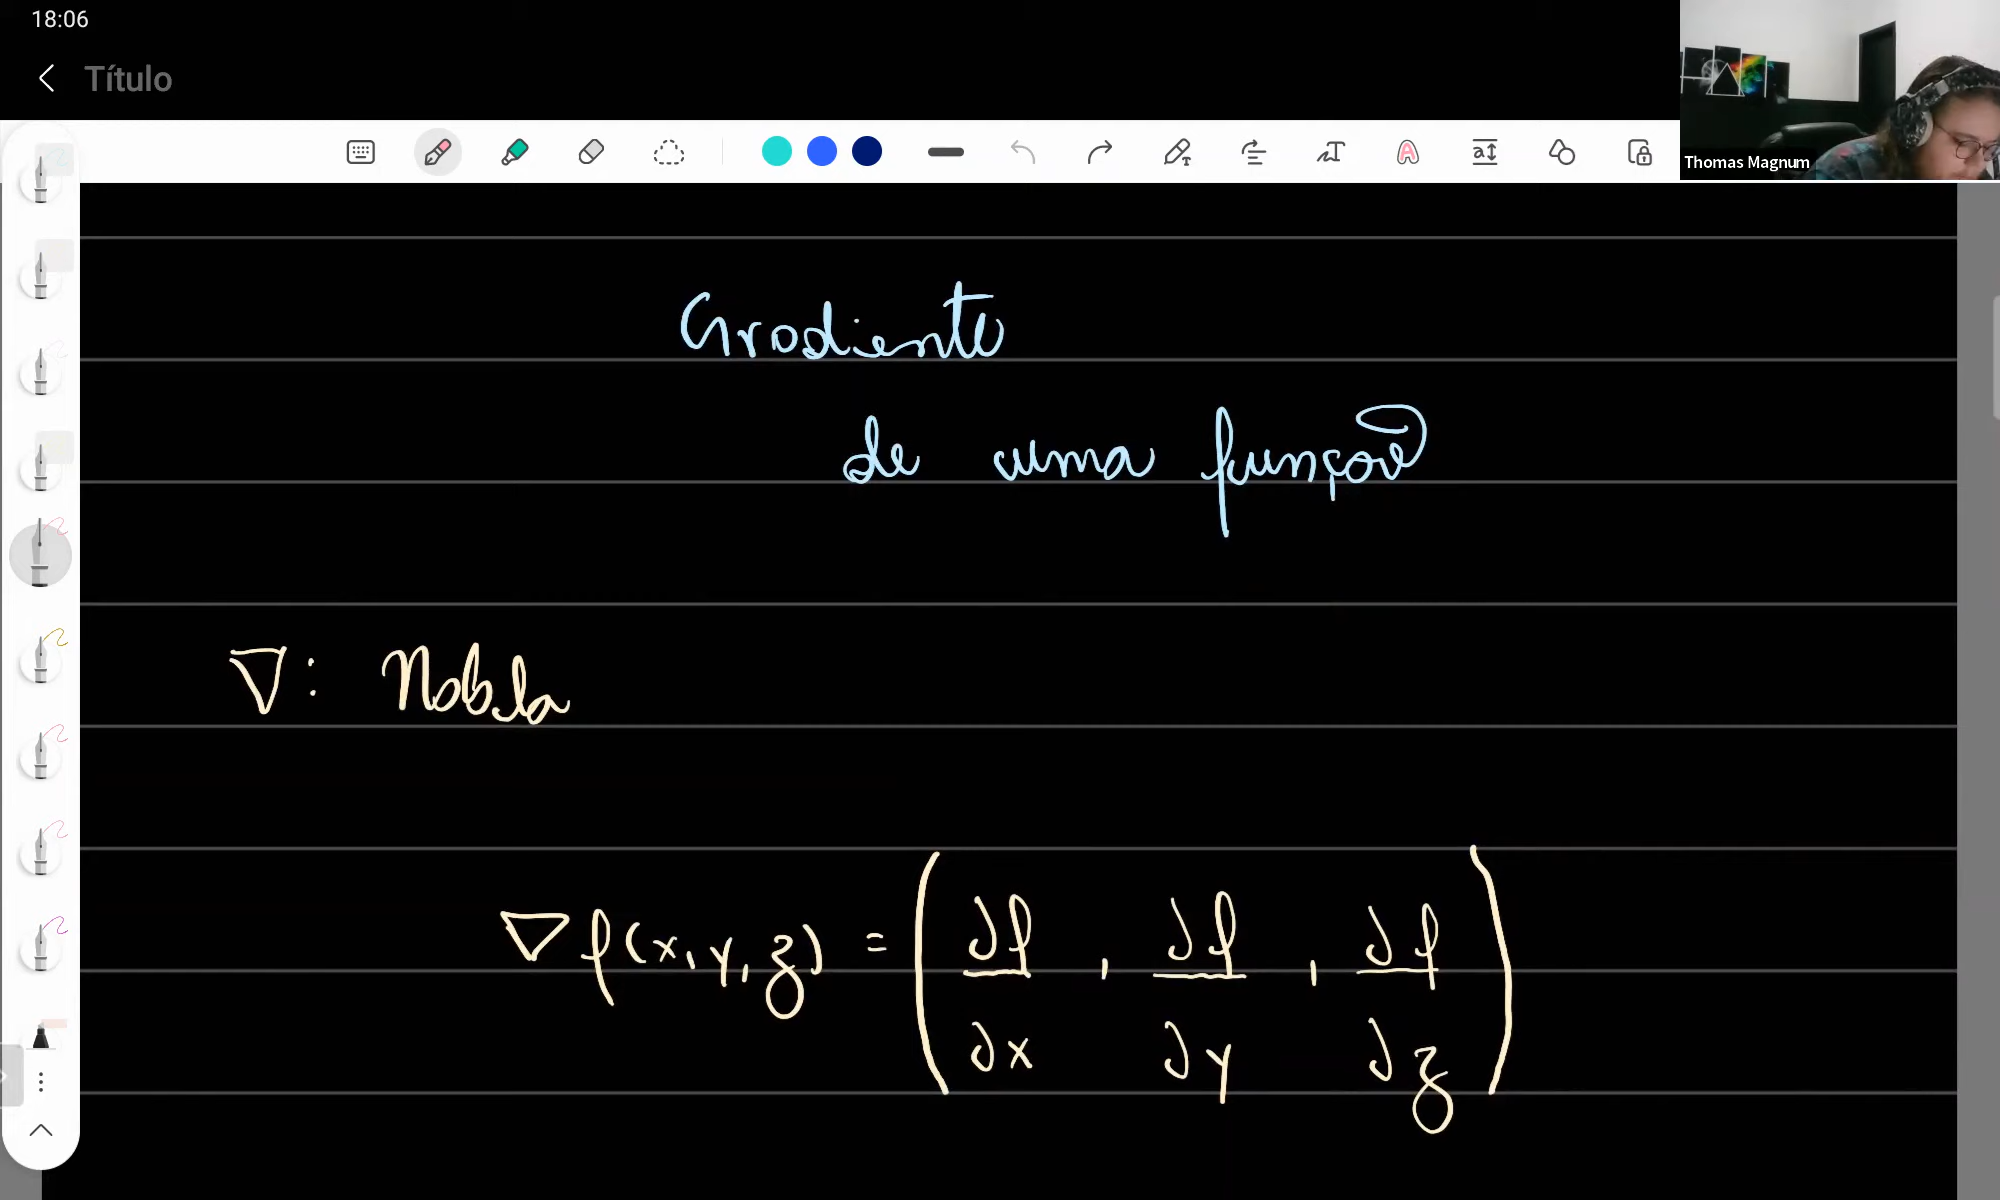 18:06
Título
Thomas Magnum
Gradiente
de uma função
∇: Nabla
∇f(x, y, z) = (∂f/∂x , ∂f/∂y , ∂f/∂z)